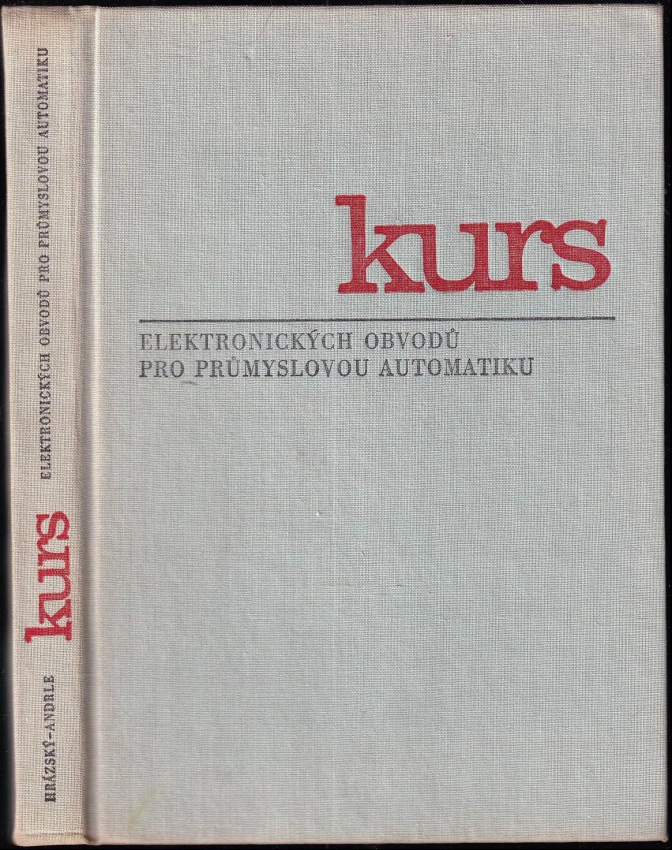 kurs
ELEKTRONICKÝCH OBVODŮ
PRO PRŮMYSLOVOU AUTOMATIKU
HRÁZSKÝ-ANDRLE kurs ELEKTRONICKÝCH OBVODŮ PRO PRŮMYSLOVOU AUTOMATIKU